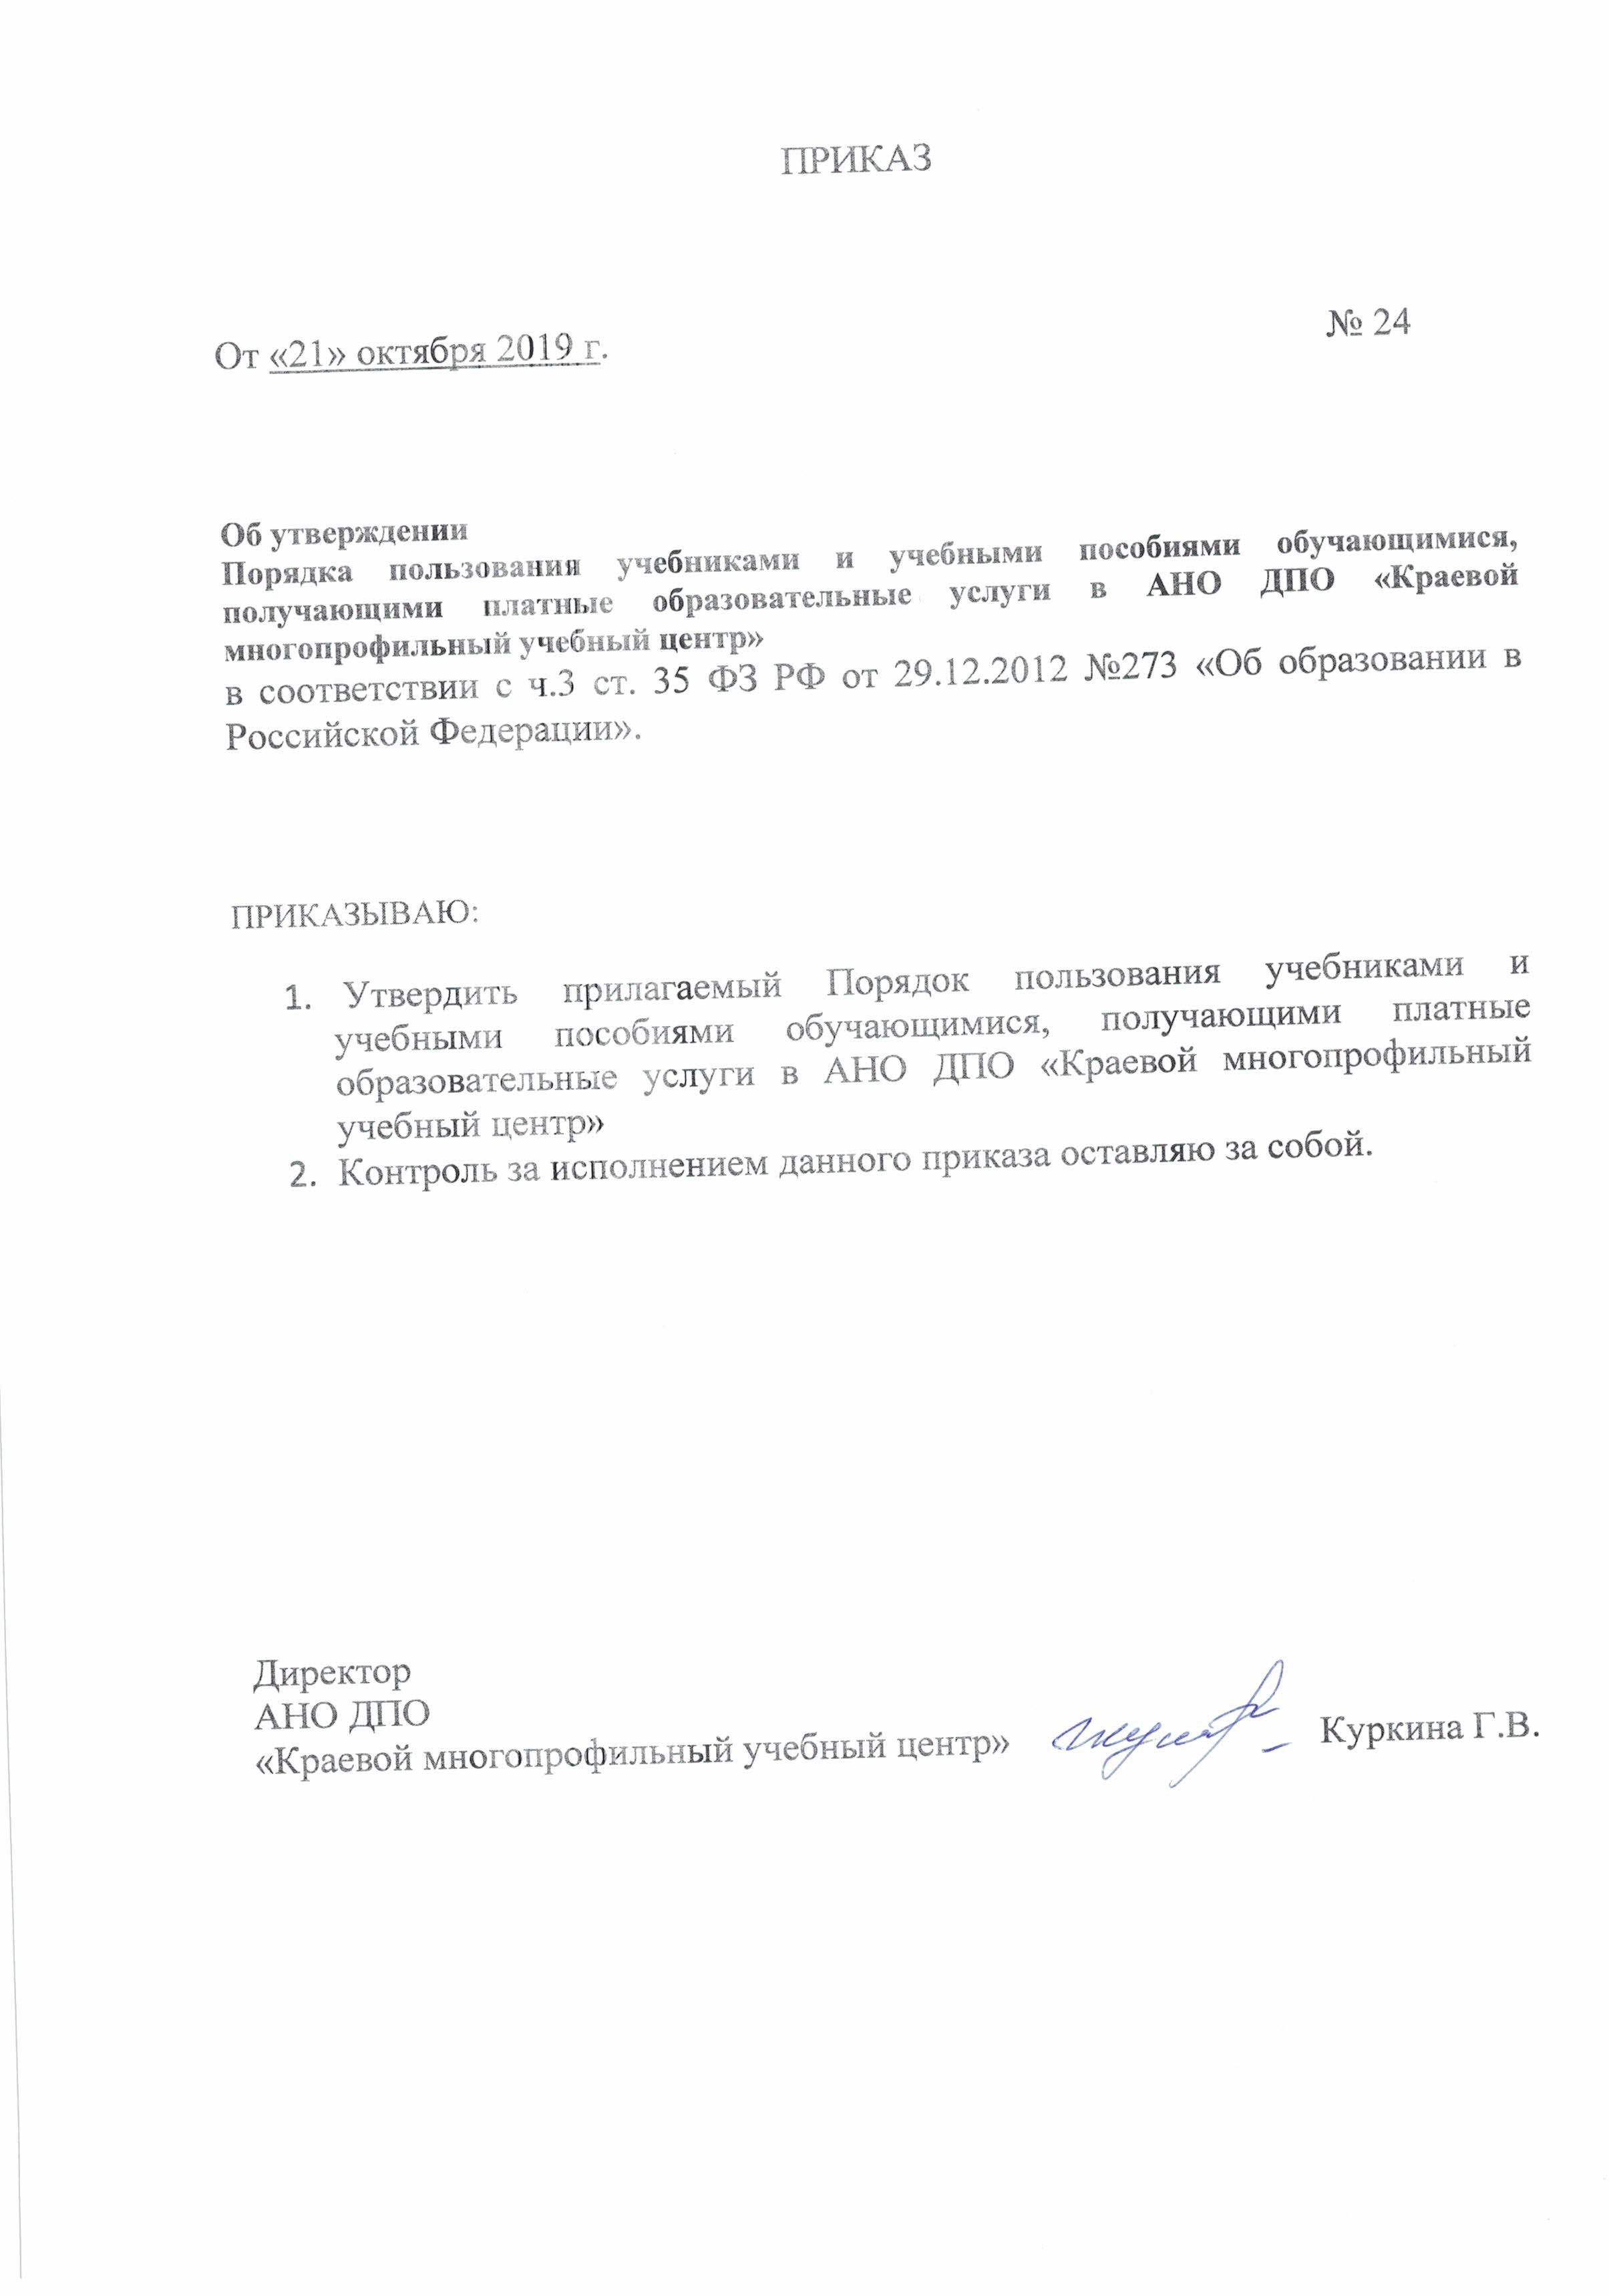 ПРИКАЗ
№ 24
От «21» октября 2019 г.
Об утверждении
Порядка пользования учебниками и учебными пособиями обучающимися,
получающими платные образовательные услуги в АНО ДПО «Краевой
многопрофильный учебный центр»
в соответствии с ч.3 ст. 35 ФЗ РФ от 29.12.2012 №273 «Об образовании в
Российской Федерации».
ПРИКАЗЫВАЮ:
1. Утвердить прилагаемый Порядок пользования учебниками и
учебными пособиями обучающимися, получающими платные
образовательные услуги в АНО ДПО «Краевой многопрофильный
учебный центр»
2. Контроль за исполнением данного приказа оставляю за собой.
Директор
АНО ДПО
«Краевой многопрофильный учебный центр» Куркина Г.В.